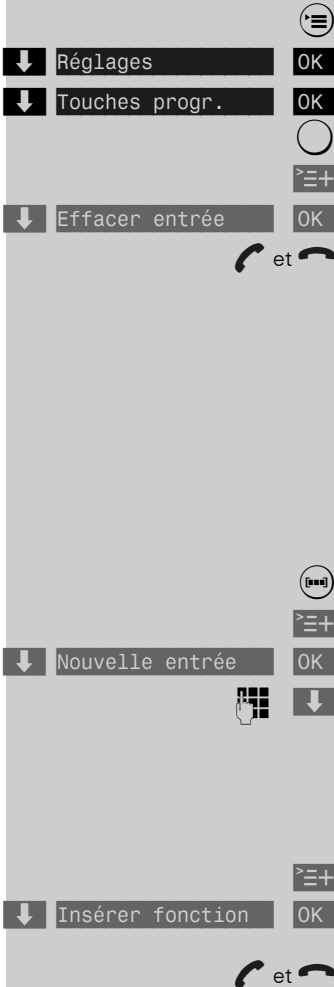 Réglages OK
Touches progr. OK
>☰+
Effacer entrée OK
et
>☰+
Nouvelle entrée OK
>☰+
Insérer fonction OK
et